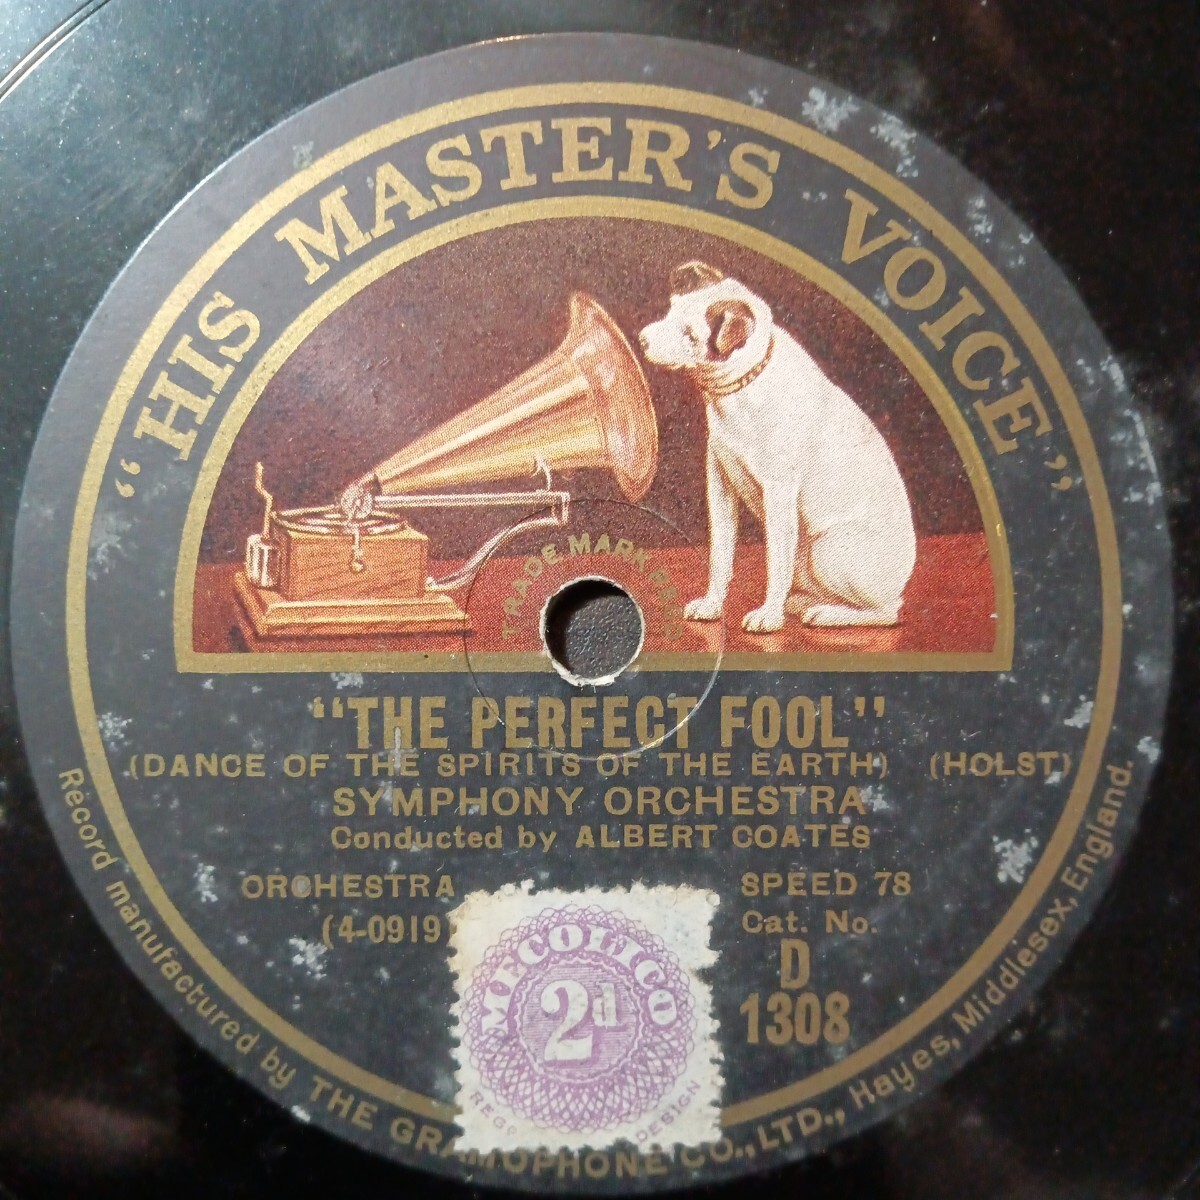 “HIS MASTER'S VOICE”
TRADE MARK REGD
“THE PERFECT FOOL”
(DANCE OF THE SPIRITS OF THE EARTH) (HOLST)
SYMPHONY ORCHESTRA
Conducted by ALBERT COATES
ORCHESTRA
SPEED 78
(4-0919)
Cat. No.
D
1308
MECOLICO
2d
REGD DESIGN
Record manufactured by THE GRAMOPHONE CO., LTD., Hayes, Middlesex, England.